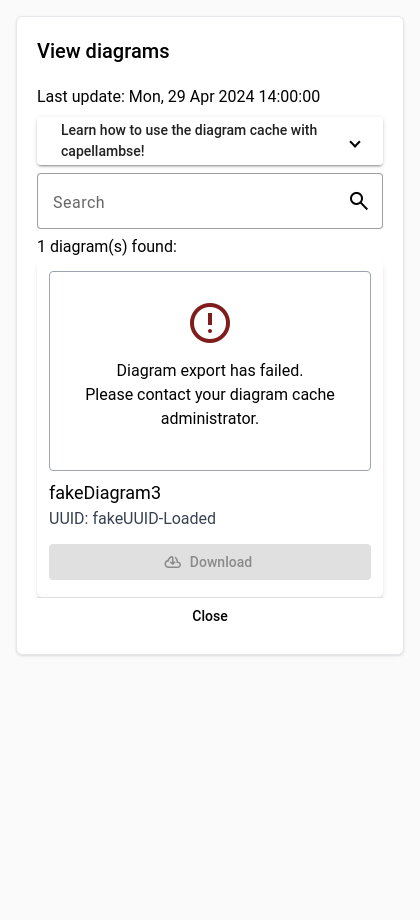 View diagrams
Last update: Mon, 29 Apr 2024 14:00:00
Learn how to use the diagram cache with
capellambse!
Search
1 diagram(s) found:
Diagram export has failed.
Please contact your diagram cache
administrator.
fakeDiagram3
UUID: fakeUUID-Loaded
Download
Close